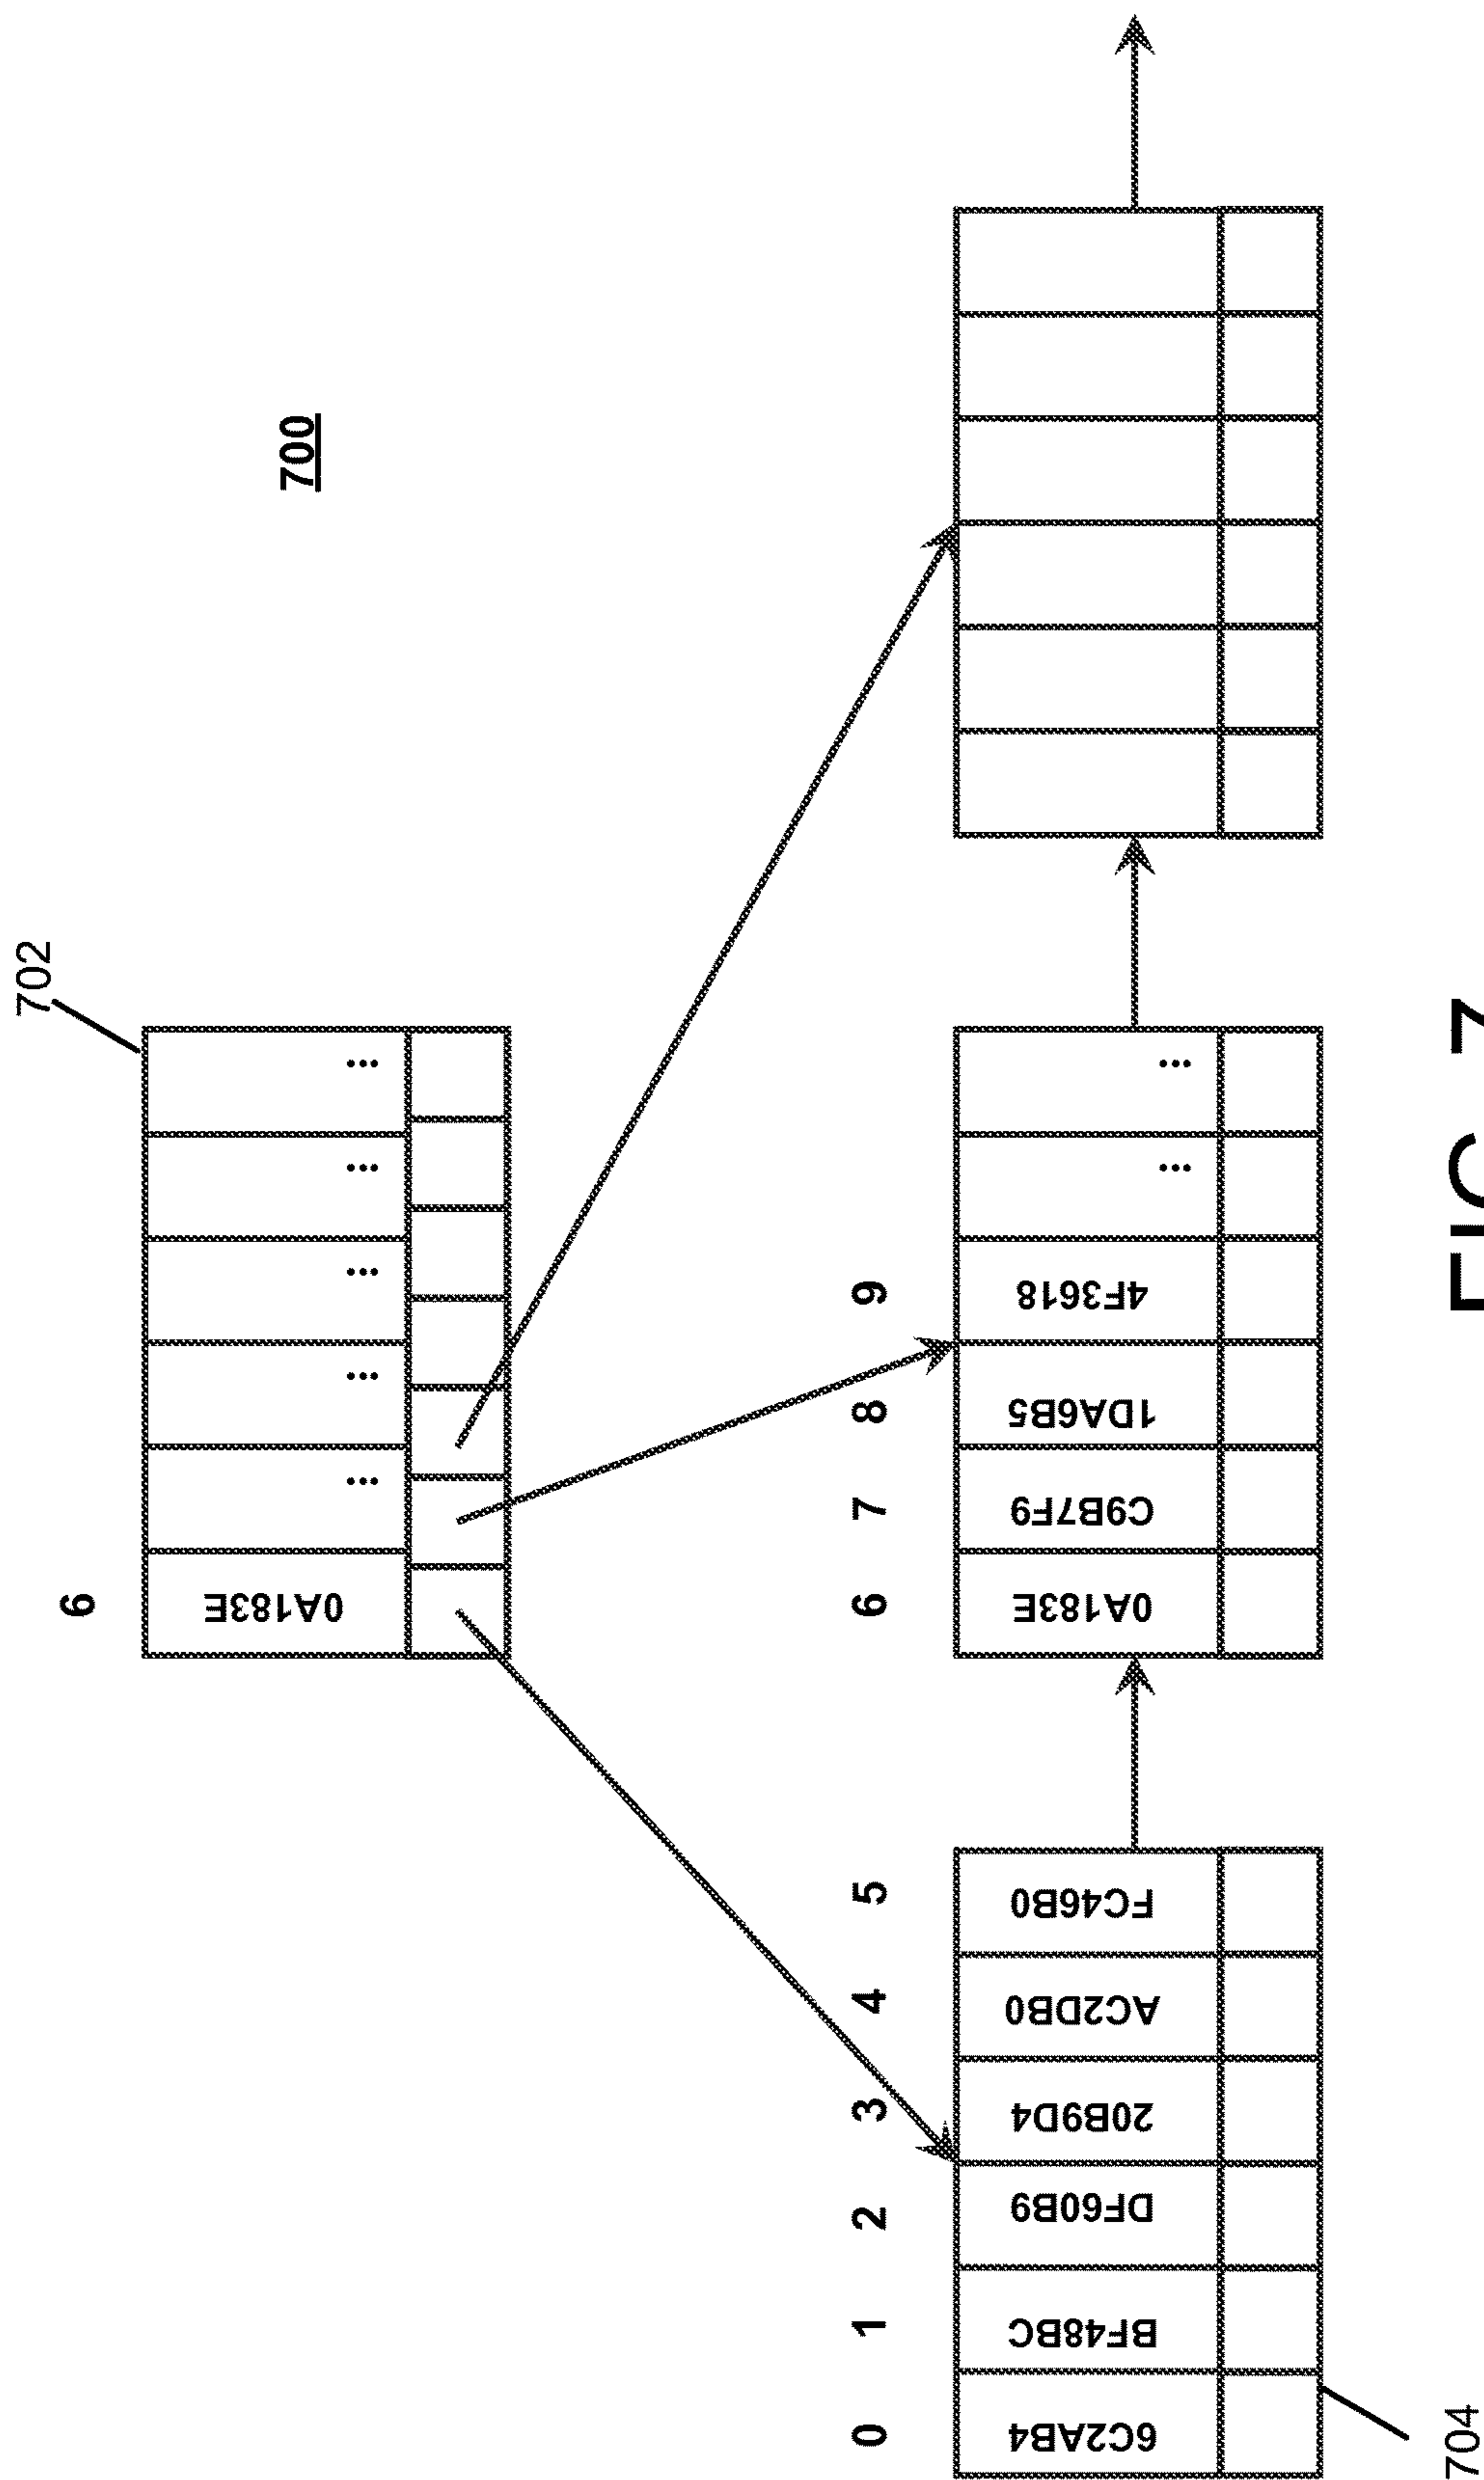 700
702
6
0A183E
...
...
...
...
...
0 1 2 3 4 5 6 7 8 9
6C2AB4
BF48BC
DF60B9
20B9D4
AC2DB0
FC46B0
0A183E
C9B7F9
1DA6B5
4F3618
...
...
704
FIG. 7